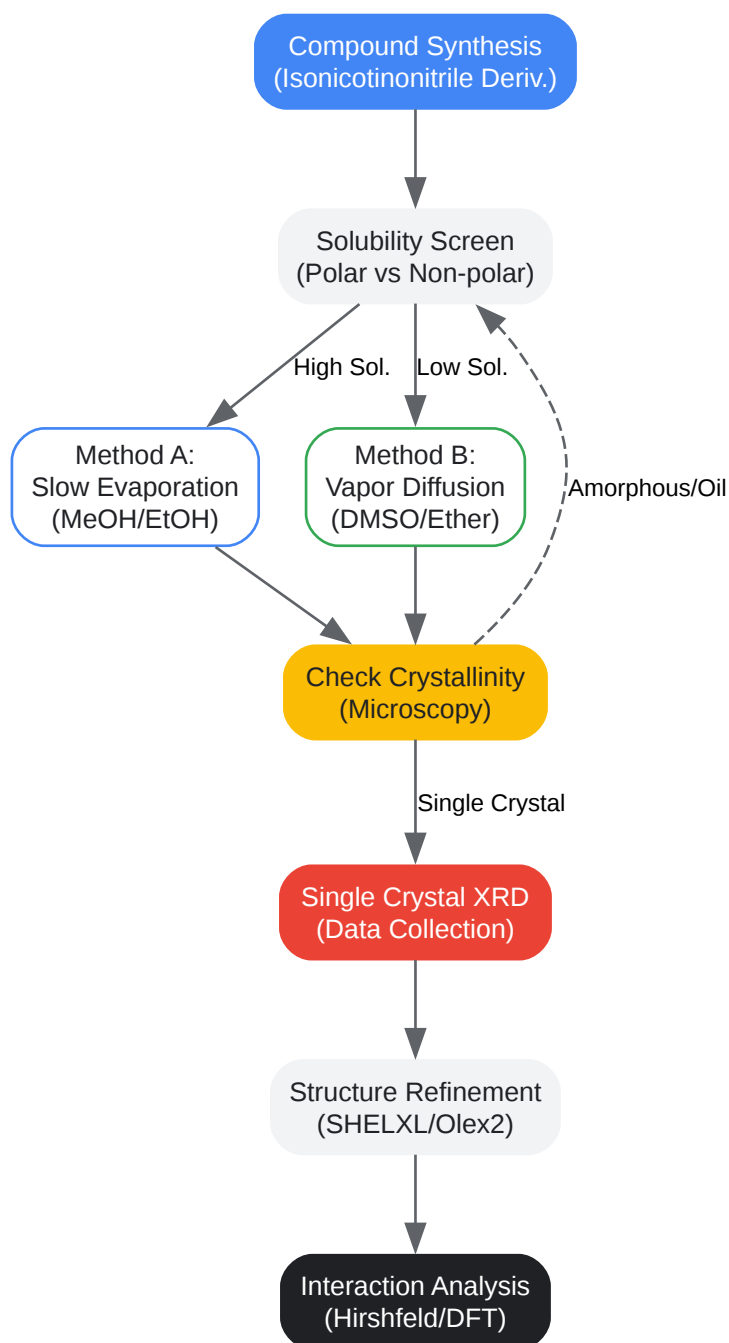 Compound Synthesis
(Isonicotinonitrile Deriv.)
Solubility Screen
(Polar vs Non-polar)
High Sol.
Low Sol.
Method A:
Slow Evaporation
(MeOH/EtOH)
Method B:
Vapor Diffusion
(DMSO/Ether)
Amorphous/Oil
Check Crystallinity
(Microscopy)
Single Crystal
Single Crystal XRD
(Data Collection)
Structure Refinement
(SHELXL/Olex2)
Interaction Analysis
(Hirshfeld/DFT)